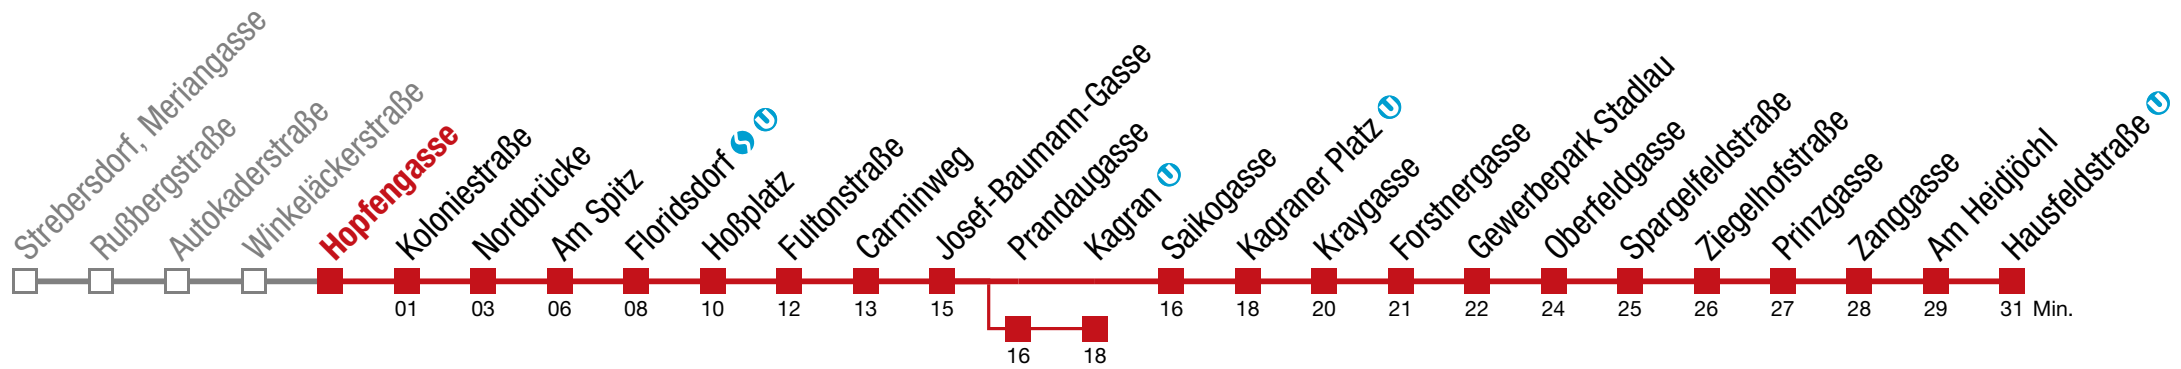 Strebersdorf, Meriangasse
Rußbergstraße
Autokaderstraße
Winkeläckerstraße
Hopfengasse
Koloniestraße
Nordbrücke
Am Spitz
Floridsdorf
Hoßplatz
Fultonstraße
Carminweg
Josef-Baumann-Gasse
Prandaugasse
Kagran
Saikogasse
Kagraner Platz
Kraygasse
Forstnergasse
Gewerbepark Stadlau
Oberfeldgasse
Spargelfeldstraße
Ziegelhofstraße
Prinzgasse
Zanggasse
Am Heidjöchl
Hausfeldstraße
01 03 06 08 10 12 13 15 16 18 20 21 22 24 25 26 27 28 29 31 Min.
16 18